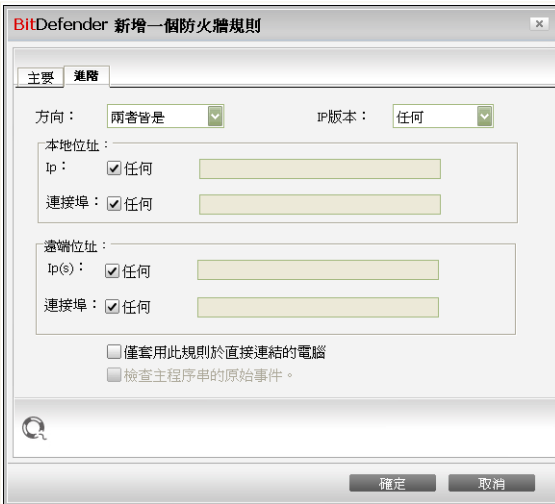 BitDefender 新增一個防火牆規則
主要 進階
方向： 兩者皆是 IP版本： 任何
本地位址：
Ip： 任何
連接埠： 任何
遠端位址：
Ip(s)： 任何
連接埠： 任何
僅套用此規則於直接連結的電腦
檢查主程序串的原始事件。
確定 取消